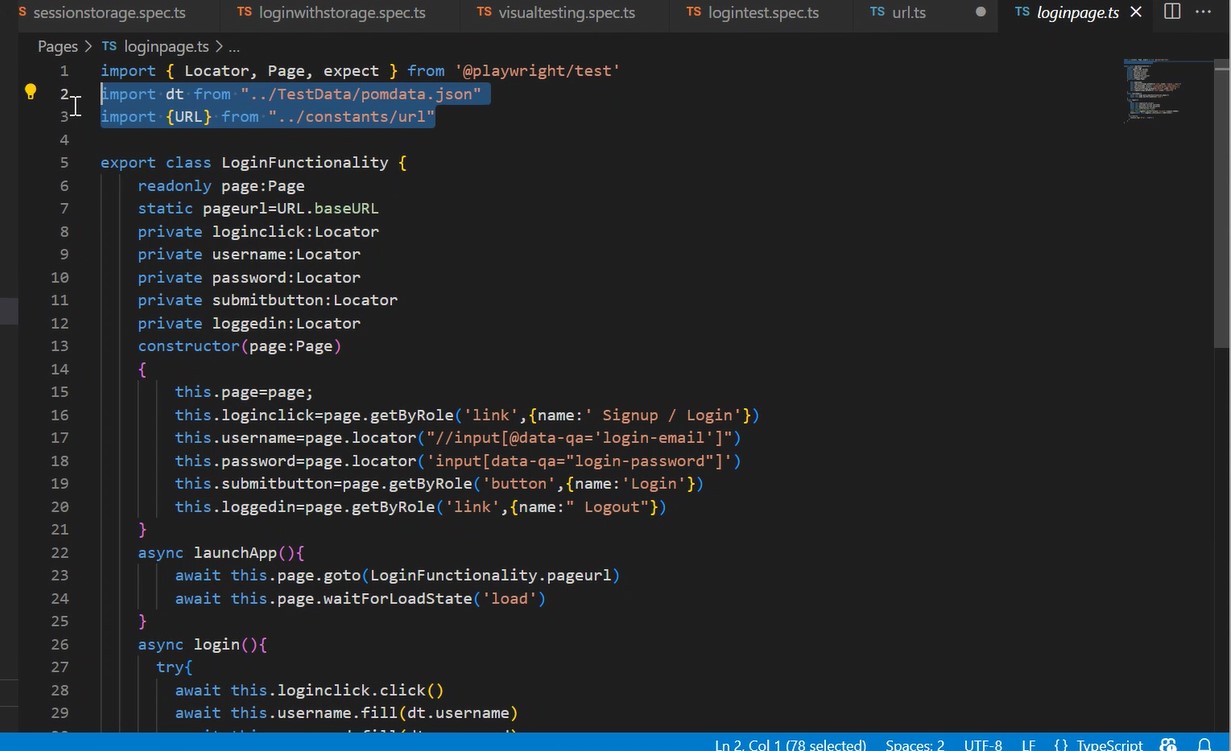 S sessionstorage.spec.ts TS loginwithstorage.spec.ts TS visualtesting.spec.ts TS logintest.spec.ts TS url.ts TS loginpage.ts
Pages > TS loginpage.ts > ...
1 import { Locator, Page, expect } from '@playwright/test'
2 import dt from "../TestData/pomdata.json"
3 import {URL} from "../constants/url"
4
5 export class LoginFunctionality {
6 readonly page:Page
7 static pageurl=URL.baseURL
8 private loginclick:Locator
9 private username:Locator
10 private password:Locator
11 private submitbutton:Locator
12 private loggedin:Locator
13 constructor(page:Page)
14 {
15 this.page=page;
16 this.loginclick=page.getByRole('link',{name:' Signup / Login'})
17 this.username=page.locator("//input[@data-qa='login-email']")
18 this.password=page.locator('input[data-qa="login-password"]')
19 this.submitbutton=page.getByRole('button',{name:'Login'})
20 this.loggedin=page.getByRole('link',{name:" Logout"})
21 }
22 async launchApp(){
23 await this.page.goto(LoginFunctionality.pageurl)
24 await this.page.waitForLoadState('load')
25 }
26 async login(){
27 try{
28 await this.loginclick.click()
29 await this.username.fill(dt.username)
Ln 2, Col 1 (78 selected) Spaces: 2 UTF-8 LF {} TypeScript